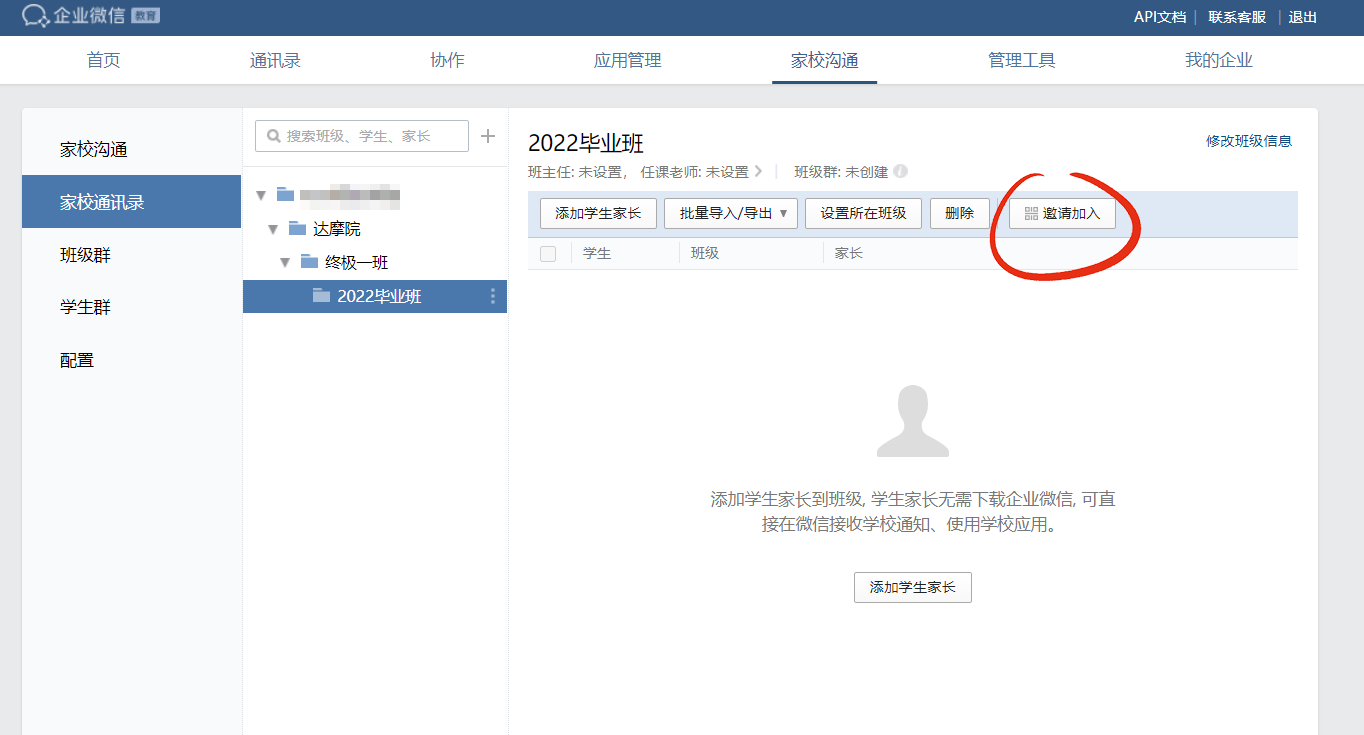 企业微信 教育
API文档 | 联系客服 | 退出
首页 通讯录 协作 应用管理 家校沟通 管理工具 我的企业
家校沟通
家校通讯录
班级群
学生群
配置
搜索班级、学生、家长
达摩院
终极一班
2022毕业班
2022毕业班
修改班级信息
班主任: 未设置， 任课老师: 未设置 | 班级群: 未创建
添加学生家长 批量导入/导出 设置所在班级 删除 邀请加入
学生 班级 家长
添加学生家长到班级, 学生家长无需下载企业微信, 可直
接在微信接收学校通知、使用学校应用。
添加学生家长